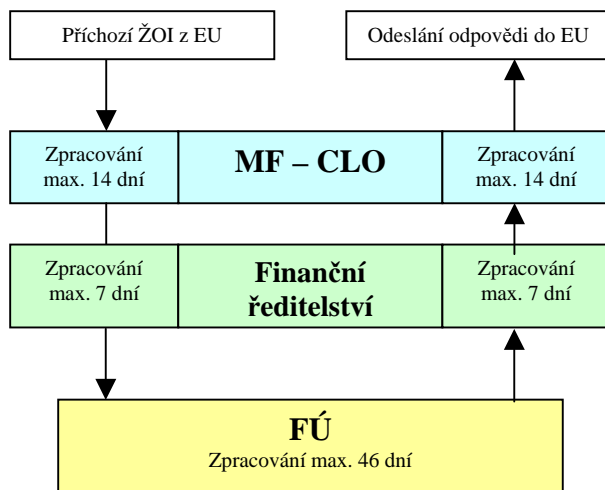 Příchozí ŽOI z EU
Odeslání odpovědi do EU
Zpracování
max. 14 dní
MF – CLO
Zpracování
max. 14 dní
Zpracování
max. 7 dní
Finanční
ředitelství
Zpracování
max. 7 dní
FÚ
Zpracování max. 46 dní